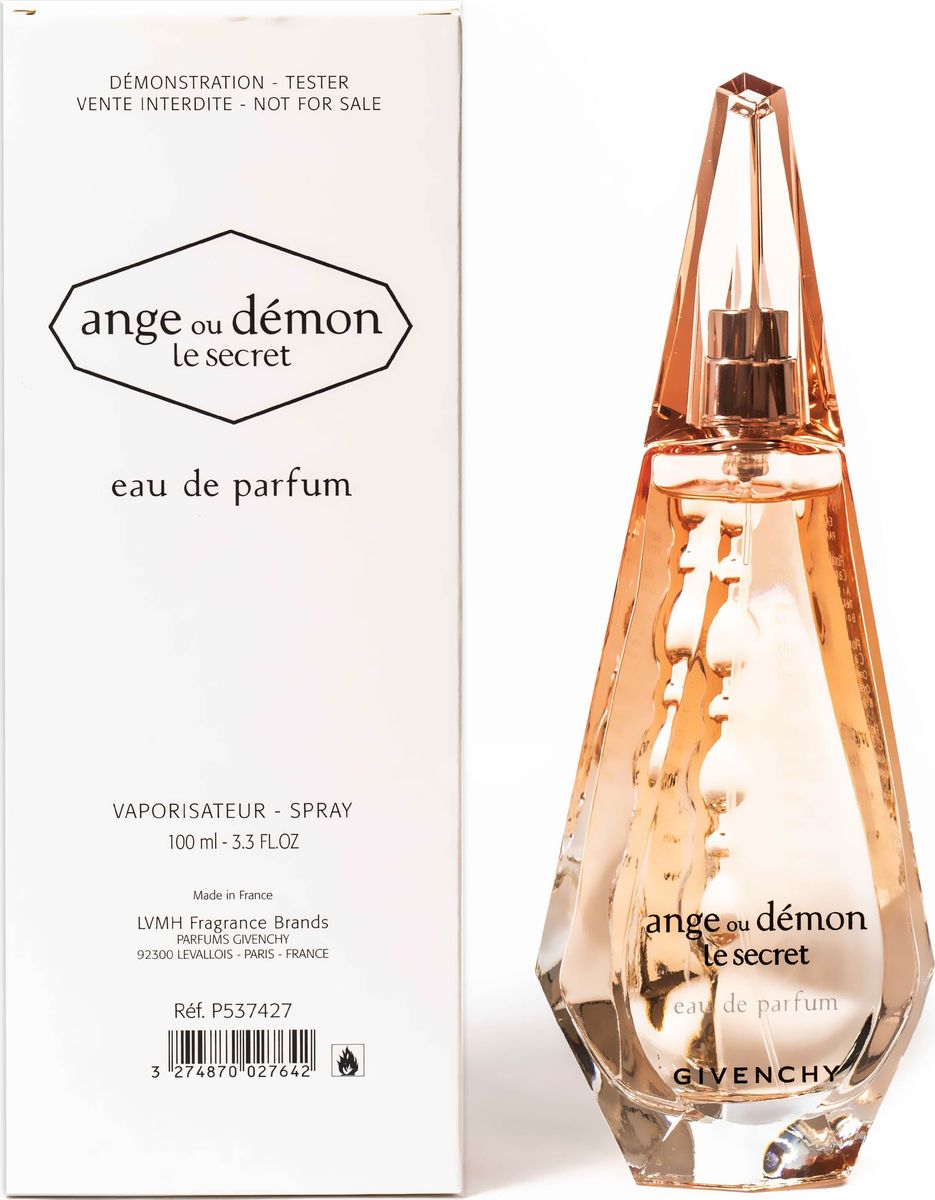 DÉMONSTRATION - TESTER
VENTE INTERDITE - NOT FOR SALE
ange ou démon
le secret
eau de parfum
VAPORISATEUR - SPRAY
100 ml - 3.3 FL.OZ
Made in France
LVMH Fragrance Brands
PARFUMS GIVENCHY
92300 LEVALLOIS - PARIS - FRANCE
Réf. P537427
3 274870 027642
ange ou démon
le secret
eau de parfum
GIVENCHY